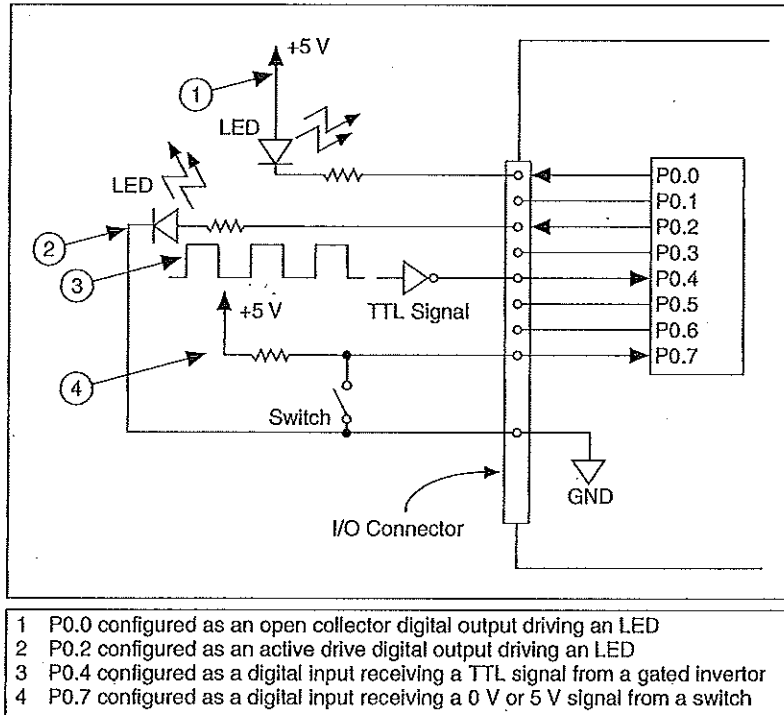 +5 V
1
LED
LED
P0.0
P0.1
2
P0.2
P0.3
3
P0.4
+5 V
TTL Signal
P0.5
P0.6
P0.7
4
Switch
GND
I/O Connector
1 P0.0 configured as an open collector digital output driving an LED
2 P0.2 configured as an active drive digital output driving an LED
3 P0.4 configured as a digital input receiving a TTL signal from a gated invertor
4 P0.7 configured as a digital input receiving a 0 V or 5 V signal from a switch